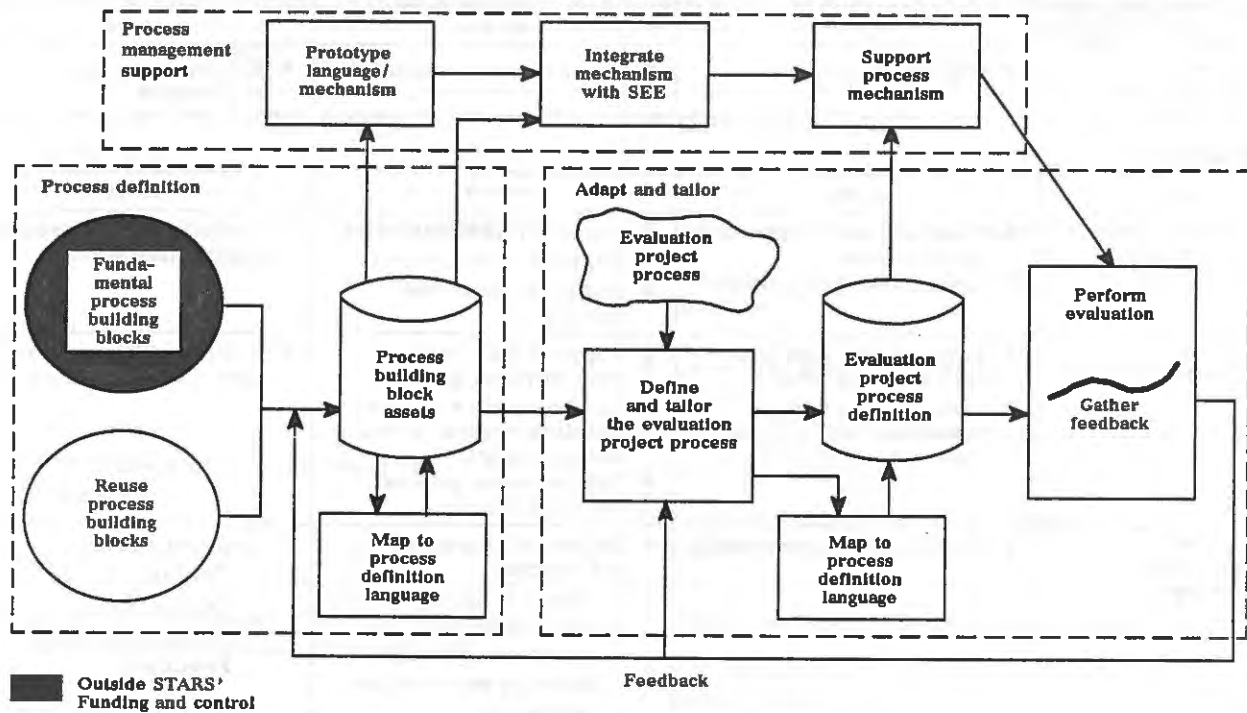 Process
management
support
Prototype
language/
mechanism
Integrate
mechanism
with SEE
Support
process
mechanism
Process definition
Funda-
mental
process
building
blocks
Reuse
process
building
blocks
Process
building
block
assets
Map to
process
definition
language
Adapt and tailor
Evaluation
project
process
Define
and tailor
the evaluation
project process
Evaluation
project
process
definition
Map to
process
definition
language
Perform
evaluation
Gather
feedback
Feedback
Outside STARS'
Funding and control